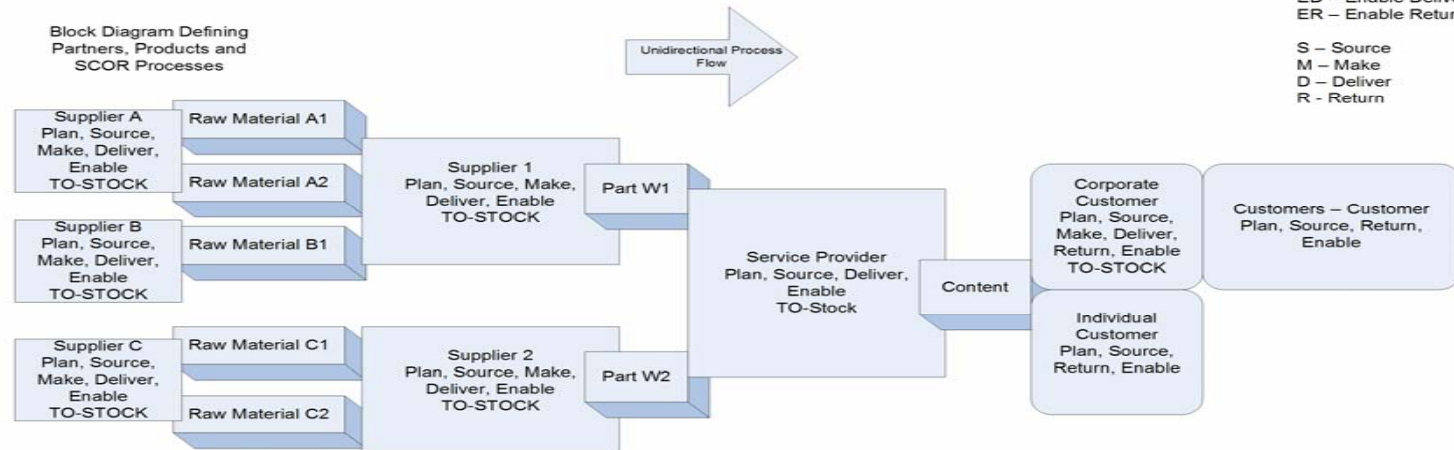 Block Diagram Defining
Partners, Products and
SCOR Processes
Unidirectional Process
Flow
ER – Enable Return
S – Source
M – Make
D – Deliver
R - Return
Supplier A
Plan, Source,
Make, Deliver,
Enable
TO-STOCK
Raw Material A1
Raw Material A2
Supplier B
Plan, Source,
Make, Deliver,
Enable
TO-STOCK
Raw Material B1
Supplier 1
Plan, Source, Make,
Deliver, Enable
TO-STOCK
Part W1
Supplier C
Plan, Source,
Make, Deliver,
Enable
TO-STOCK
Raw Material C1
Raw Material C2
Supplier 2
Plan, Source, Make,
Deliver, Enable
TO-STOCK
Part W2
Service Provider
Plan, Source, Deliver,
Enable
TO-Stock
Content
Corporate
Customer
Plan, Source,
Make, Deliver,
Return, Enable
TO-STOCK
Customers – Customer
Plan, Source, Return,
Enable
Individual
Customer
Plan, Source,
Return, Enable